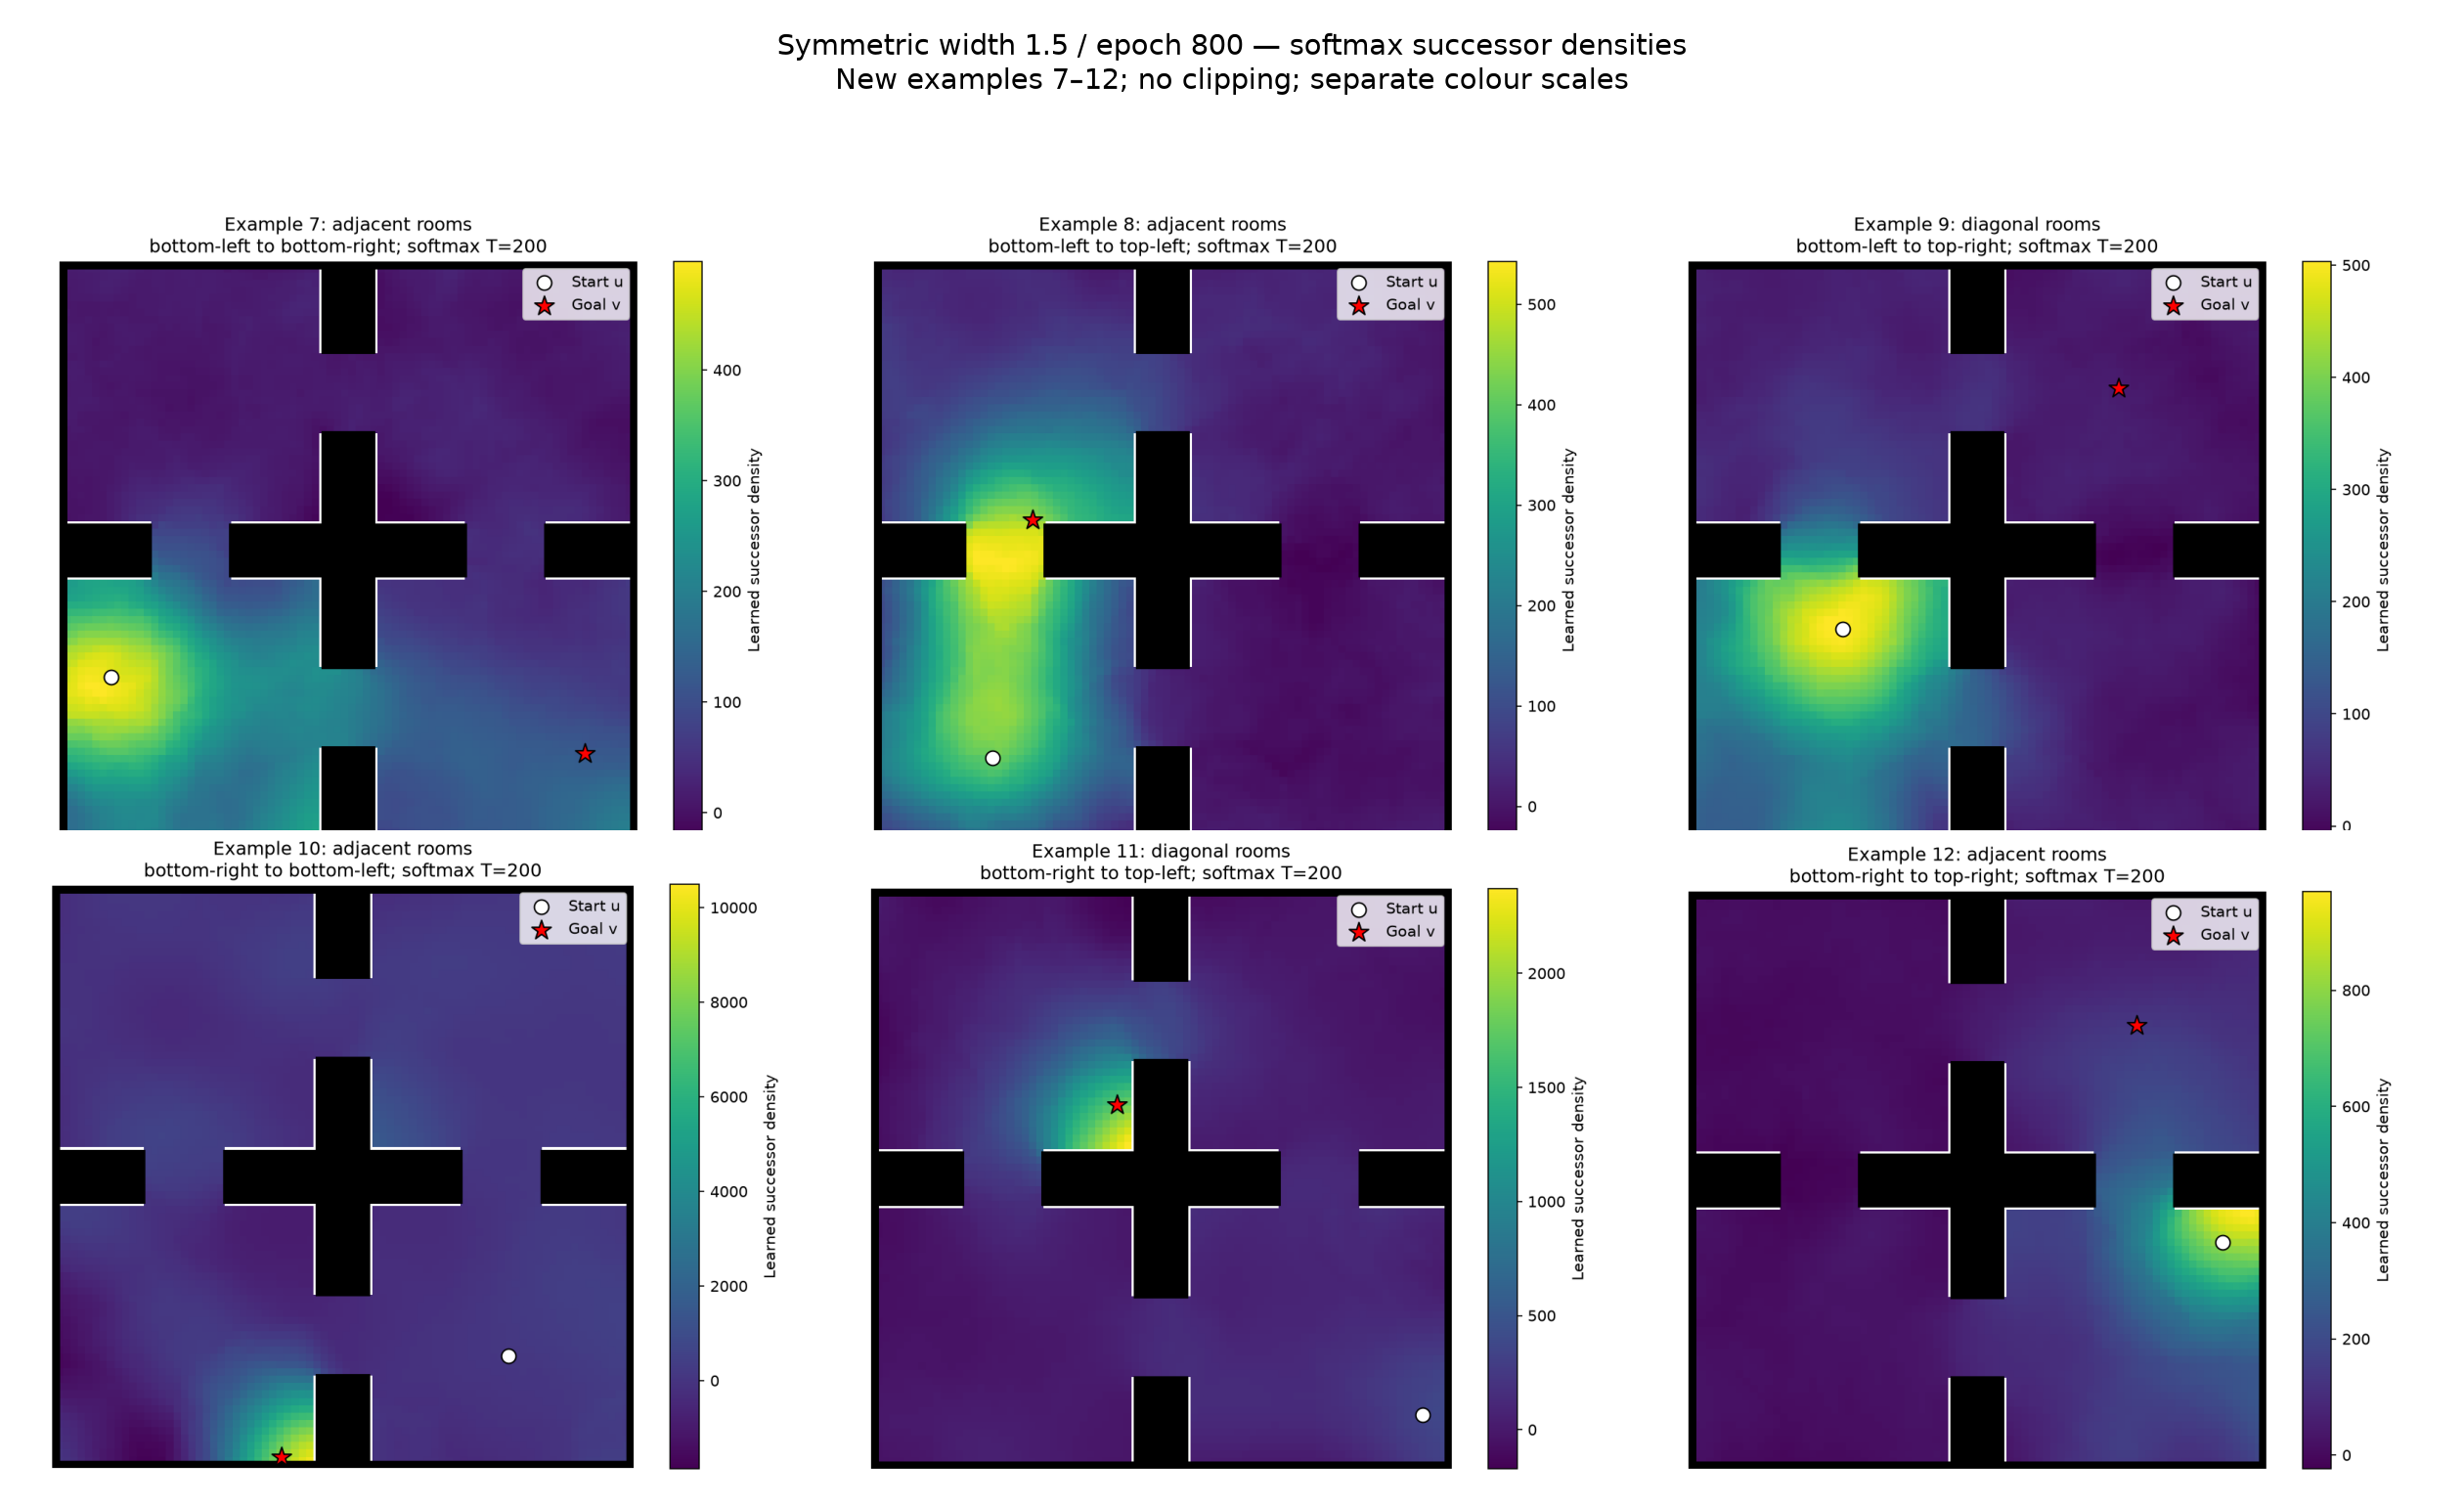 Symmetric width 1.5 / epoch 800 — softmax successor densities
New examples 7–12; no clipping; separate colour scales
Example 7: adjacent rooms
bottom-left to bottom-right; softmax T=200
Start u
Goal v
400
300
200
100
0
Learned successor density
Example 8: adjacent rooms
bottom-left to top-left; softmax T=200
Start u
Goal v
500
400
300
200
100
0
Learned successor density
Example 9: diagonal rooms
bottom-left to top-right; softmax T=200
Start u
Goal v
500
400
300
200
100
0
Learned successor density
Example 10: adjacent rooms
bottom-right to bottom-left; softmax T=200
Start u
Goal v
10000
8000
6000
4000
2000
0
Learned successor density
Example 11: diagonal rooms
bottom-right to top-left; softmax T=200
Start u
Goal v
2000
1500
1000
500
0
Learned successor density
Example 12: adjacent rooms
bottom-right to top-right; softmax T=200
Start u
Goal v
800
600
400
200
0
Learned successor density